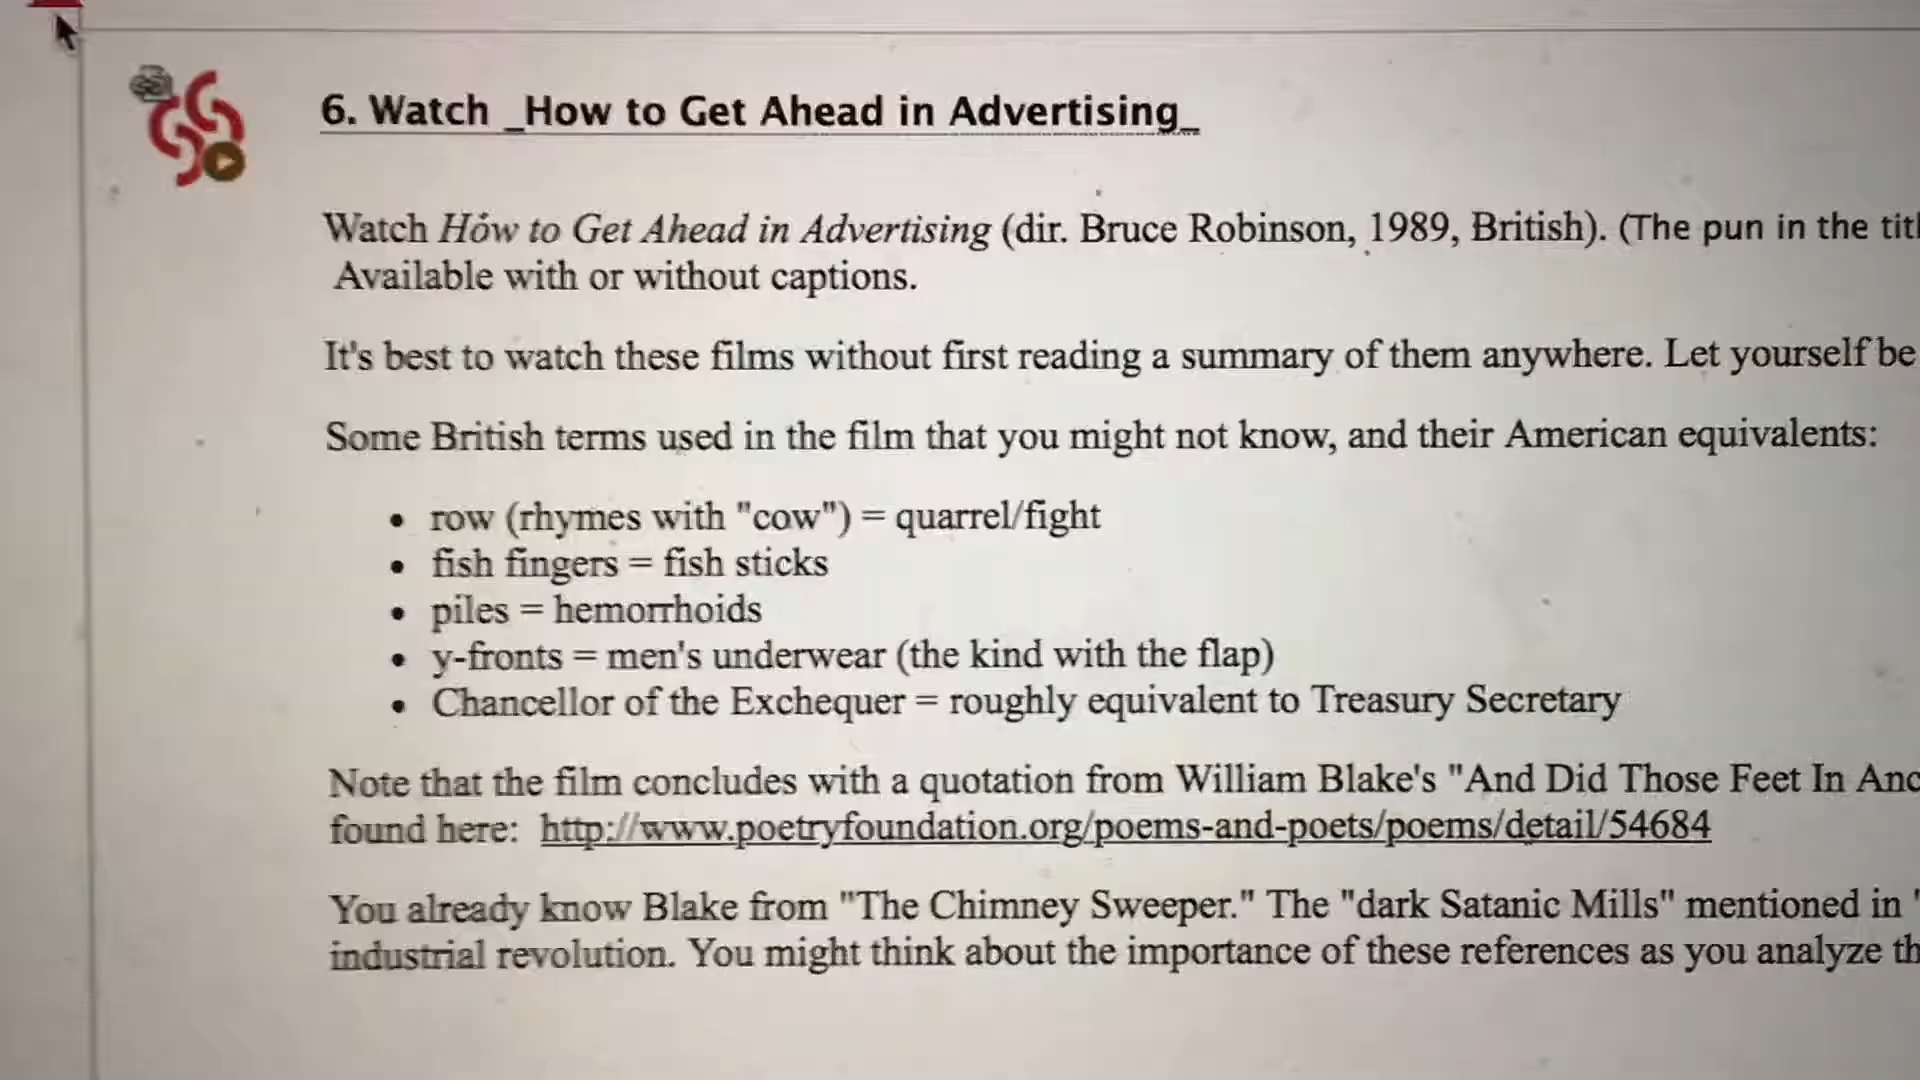 6. Watch _How to Get Ahead in Advertising_
Watch How to Get Ahead in Advertising (dir. Bruce Robinson, 1989, British). (The pun in the titl
Available with or without captions.
It's best to watch these films without first reading a summary of them anywhere. Let yourself be
Some British terms used in the film that you might not know, and their American equivalents:
• row (rhymes with "cow") = quarrel/fight
• fish fingers = fish sticks
• piles = hemorrhoids
• y-fronts = men's underwear (the kind with the flap)
• Chancellor of the Exchequer = roughly equivalent to Treasury Secretary
Note that the film concludes with a quotation from William Blake's "And Did Those Feet In Anc
found here: http://www.poetryfoundation.org/poems-and-poets/poems/detail/54684
You already know Blake from "The Chimney Sweeper." The "dark Satanic Mills" mentioned in "
industrial revolution. You might think about the importance of these references as you analyze th